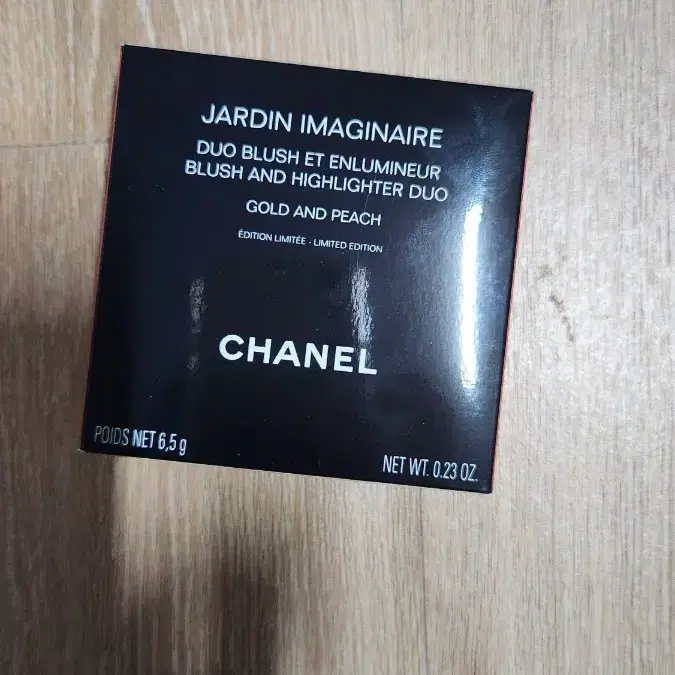 JARDIN IMAGINAIRE
DUO BLUSH ET ENLUMINEUR
BLUSH AND HIGHLIGHTER DUO
GOLD AND PEACH
ÉDITION LIMITÉE · LIMITED EDITION
CHANEL
POIDS NET 6,5 g
NET WT. 0.23 OZ.